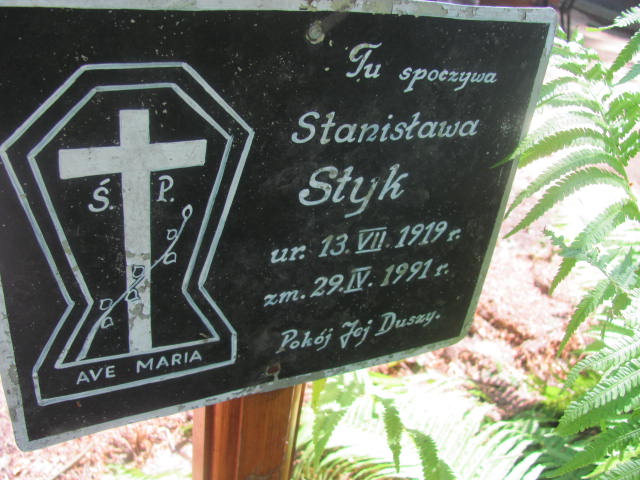 Ś. P.
AVE MARIA
Tu spoczywa
Stanisława
Styk
ur. 13. VII. 1919 r.
zm. 29. IV. 1991 r.
Pokój Jej Duszy.